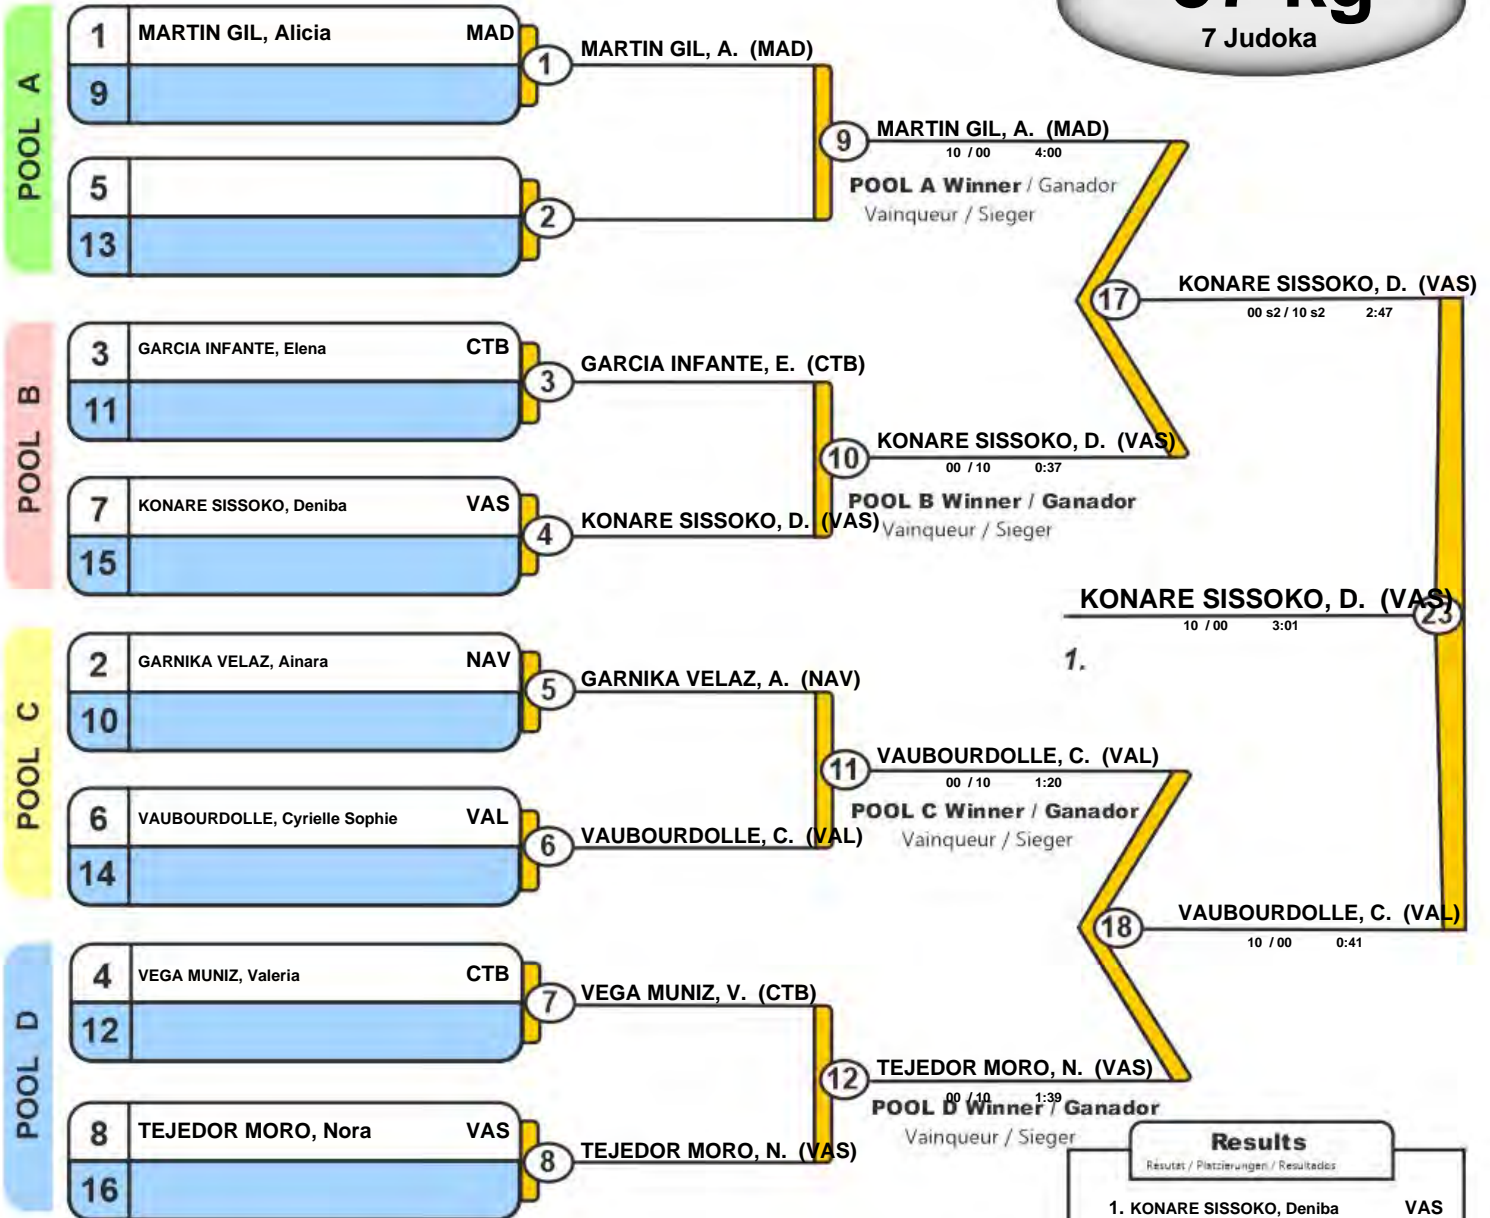 7 Judoka
POOL A
1 MARTIN GIL, Alicia MAD
9
5
13
1 MARTIN GIL, A. (MAD)
2
9 MARTIN GIL, A. (MAD)
10 / 00 4:00
POOL A Winner / Ganador
Vainqueur / Sieger
POOL B
3 GARCIA INFANTE, Elena CTB
11
7 KONARE SISSOKO, Deniba VAS
15
3 GARCIA INFANTE, E. (CTB)
4 KONARE SISSOKO, D. (VAS)
10 KONARE SISSOKO, D. (VAS)
00 / 10 0:37
POOL B Winner / Ganador
Vainqueur / Sieger
17 KONARE SISSOKO, D. (VAS)
00 s2 / 10 s2 2:47
POOL C
2 GARNIKA VELAZ, Ainara NAV
10
6 VAUBOURDOLLE, Cyrielle Sophie VAL
14
5 GARNIKA VELAZ, A. (NAV)
6 VAUBOURDOLLE, C. (VAL)
11 VAUBOURDOLLE, C. (VAL)
00 / 10 1:20
POOL C Winner / Ganador
Vainqueur / Sieger
POOL D
4 VEGA MUNIZ, Valeria CTB
12
8 TEJEDOR MORO, Nora VAS
16
7 VEGA MUNIZ, V. (CTB)
8 TEJEDOR MORO, N. (VAS)
12 TEJEDOR MORO, N. (VAS)
00 / 10 1:39
POOL D Winner / Ganador
Vainqueur / Sieger
18 VAUBOURDOLLE, C. (VAL)
10 / 00 0:41
KONARE SISSOKO, D. (VAS) 23
10 / 00 3:01
1.
Results
Résutat / Platzierungen / Resultados
1. KONARE SISSOKO, Deniba VAS